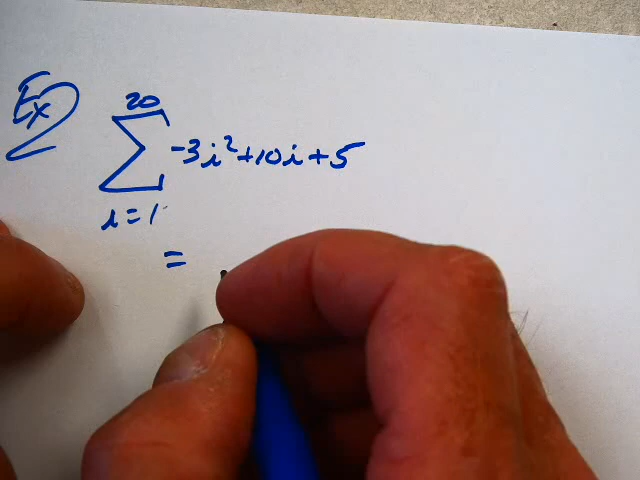 Ex 2
20
∑ -3i²+10i+5
i=1
=